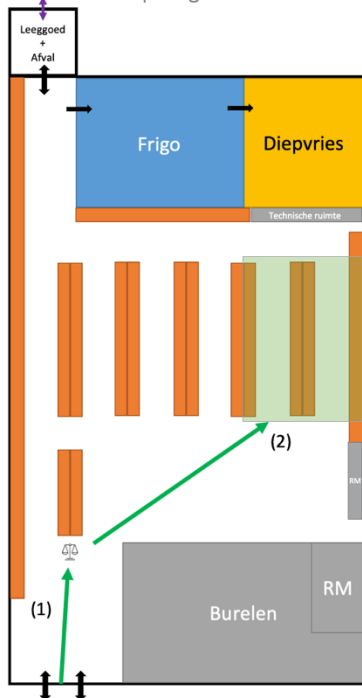 Leeggoed
+
Afval
Frigo
Diepvries
Technische ruimte
(2)
RM
(1)
RM
Burelen